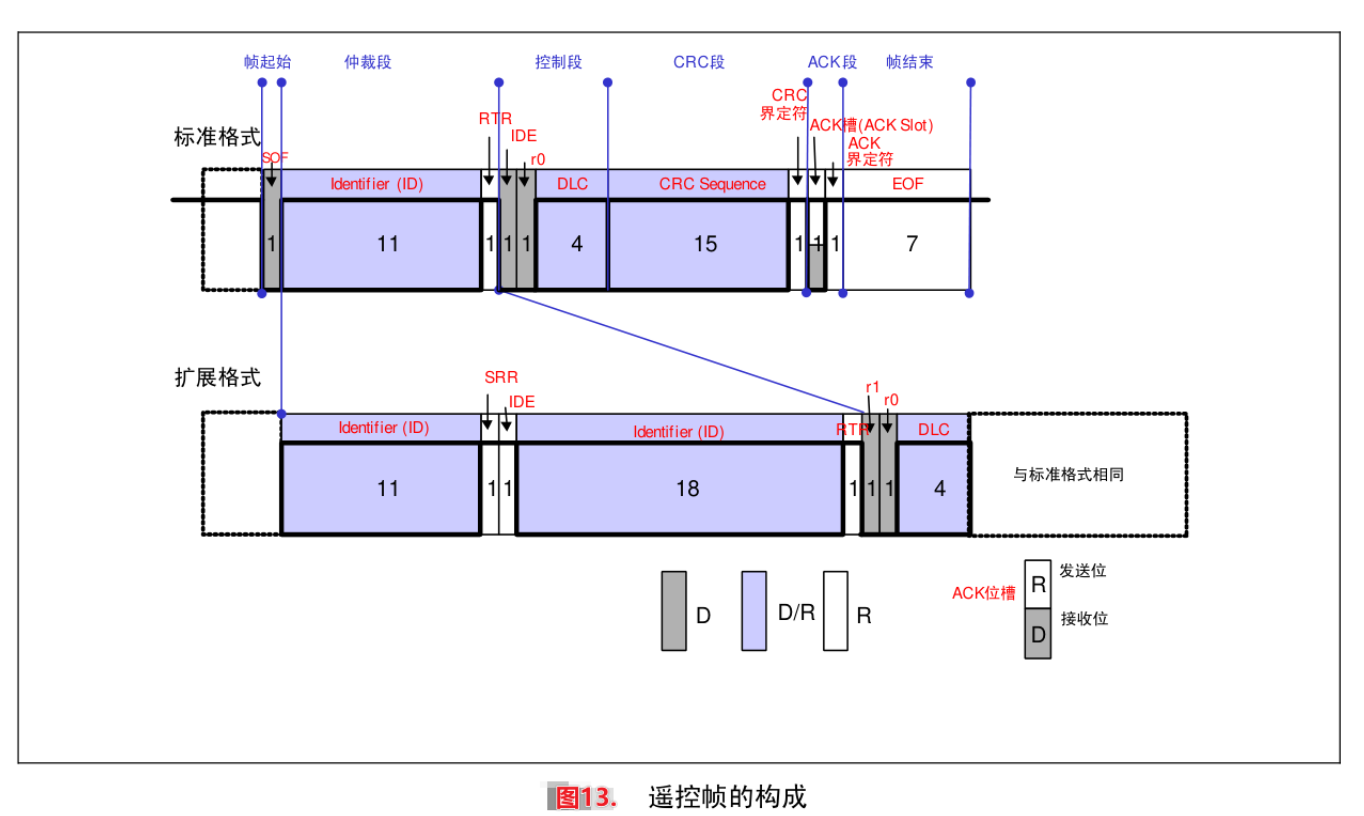 帧起始 仲裁段 控制段 CRC段 ACK段 帧结束
CRC
界定符
RTR
ACK槽(ACK Slot)
标准格式
IDE
ACK
界定符
SOF
r0
Identifier (ID) DLC CRC Sequence EOF
1 11 1 1 1 4 15 1 1 1 7
扩展格式
SRR
r1
IDE
r0
Identifier (ID) Identifier (ID) RTR DLC
11 1 1 18 1 1 1 4 与标准格式相同
D D/R R
ACK位槽
R 发送位
D 接收位
图13. 遥控帧的构成